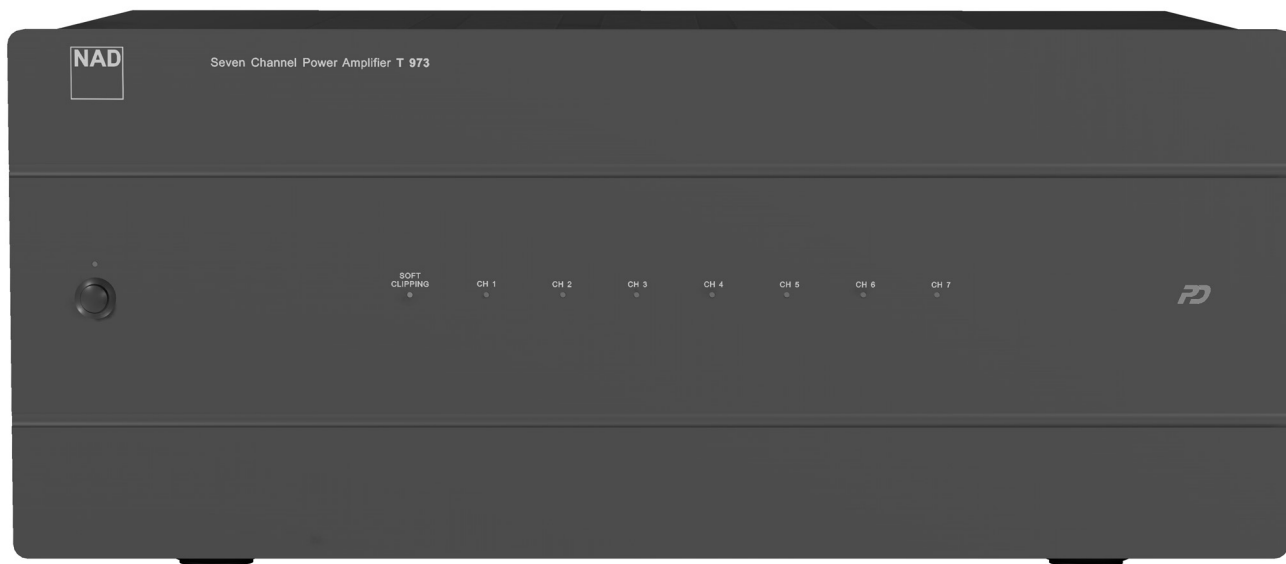 NAD
Seven Channel Power Amplifier T 973
SOFT
CLIPPING
CH 1
CH 2
CH 3
CH 4
CH 5
CH 6
CH 7
PD